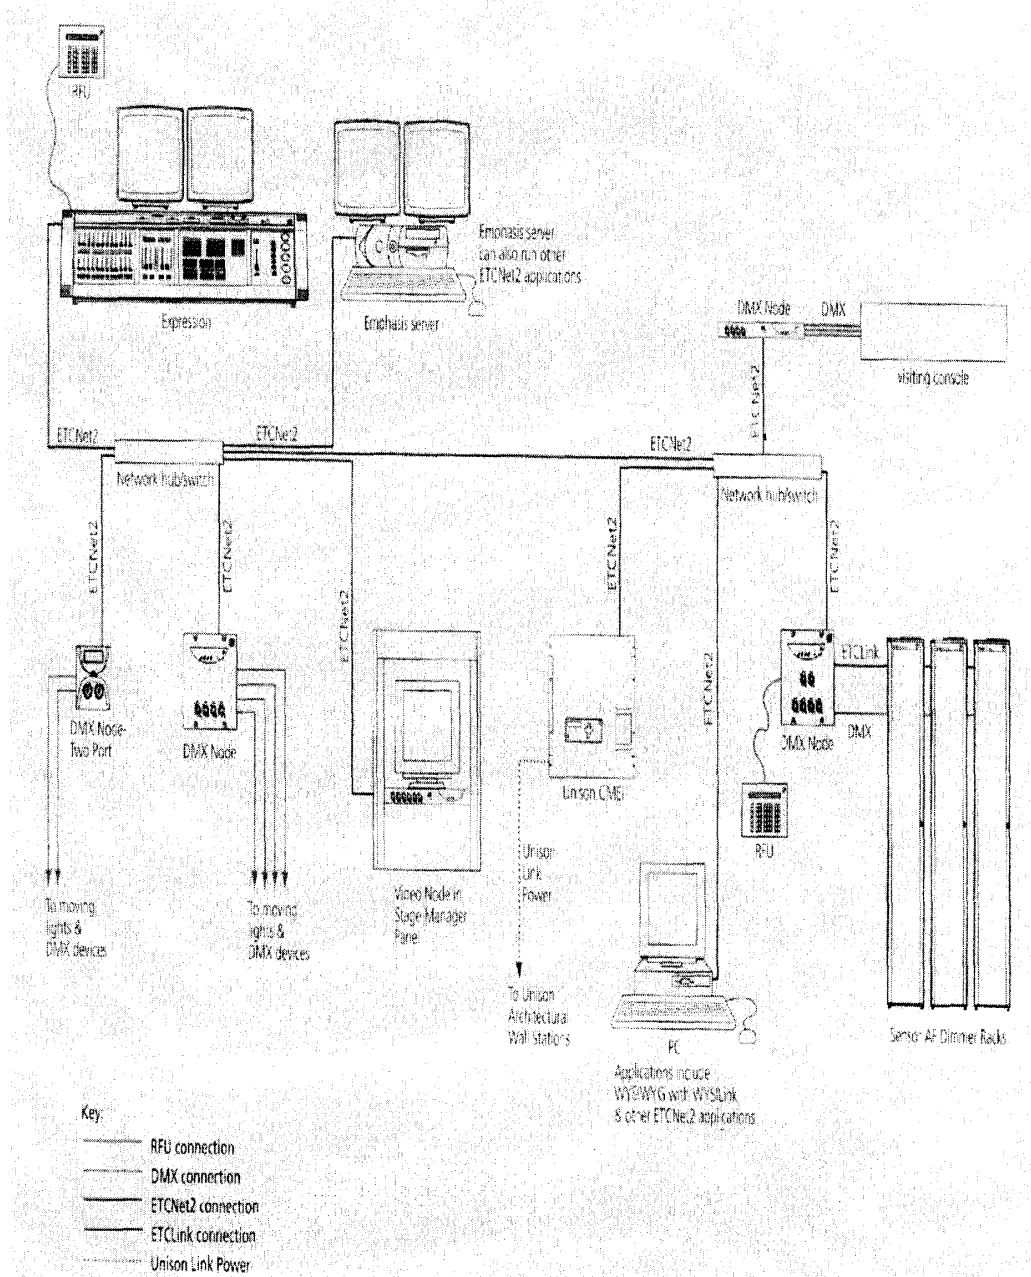 RFU
Emphasis server
can also run other
ETCNet2 applications
Expression
Emphasis server
DMX Node
DMX
visiting console
ETCNet2
ETCNet2
ETCNet2
ETCNet2
Network hub/switch
Network hub/switch
ETCNet2
ETCNet2
ETCNet2
ETCNet2
ETCNet2
ETCNet2
ETCLink
DMX
DMX Node-
Two Port
DMX Node
Unison CMEi
DMX Node
RFU
To moving
lights &
DMX devices
To moving
lights &
DMX devices
Video Node in
Stage Manager
Panel
Unison
Link
Power
To Unison
Architectural
Wall Stations
PC
Applications include
WYSIWYG with WYSILink
& other ETCNet2 applications
Sensor AF Dimmer Racks
Key:
RFU connection
DMX connection
ETCNet2 connection
ETCLink connection
Unison Link Power